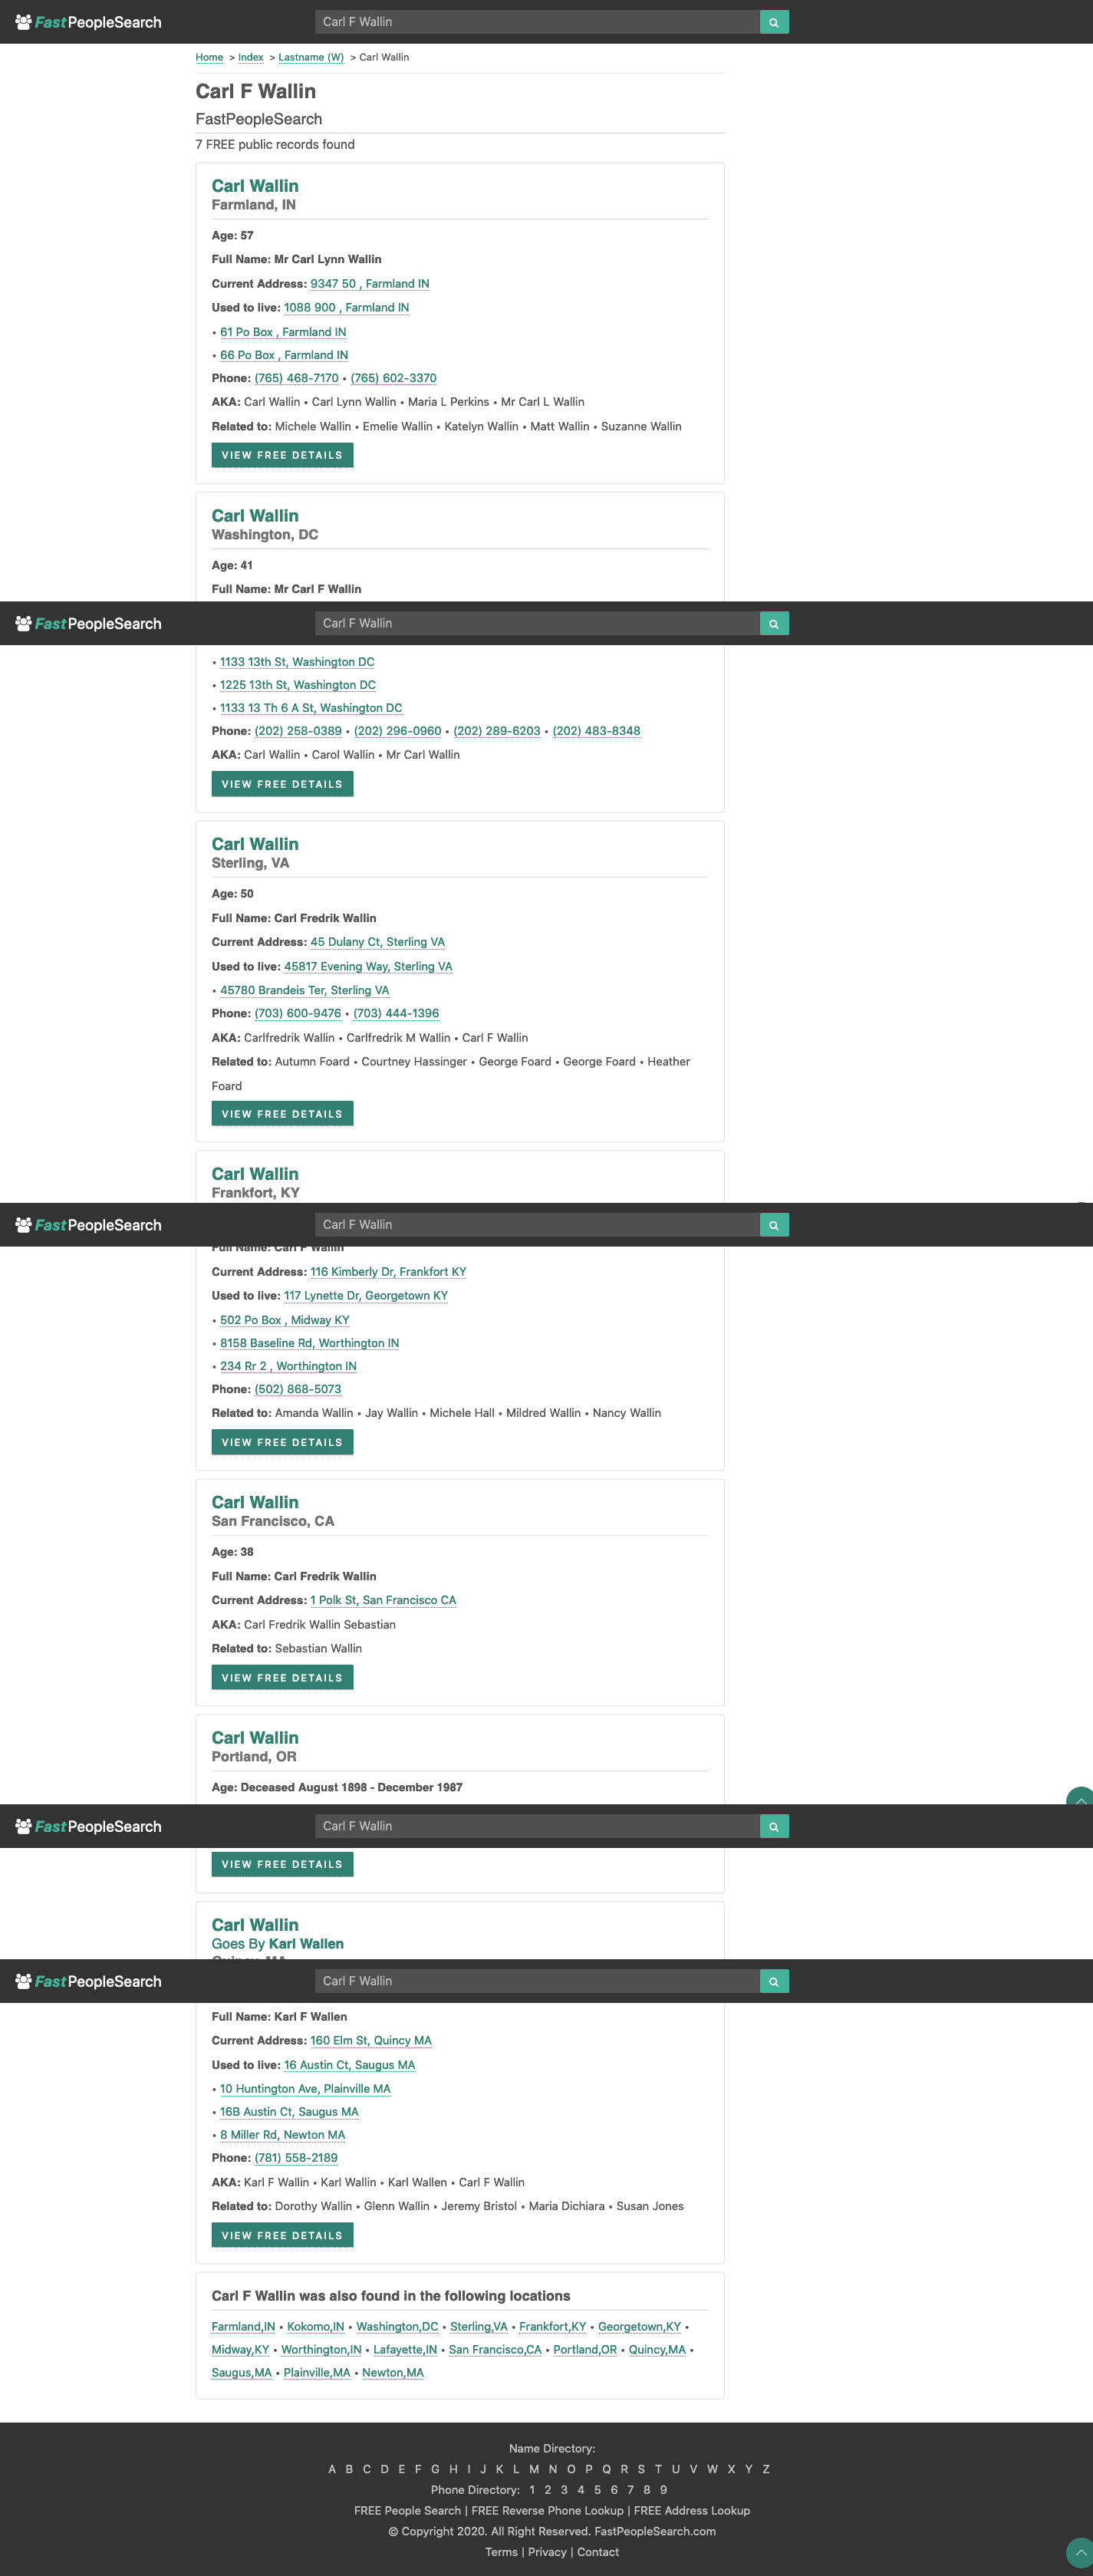 FastPeopleSearch
Carl F Wallin
Home > Index > Lastname (W) > Carl Wallin
Carl F Wallin
FastPeopleSearch
7 FREE public records found
Carl Wallin
Farmland, IN
Age: 57
Full Name: Mr Carl Lynn Wallin
Current Address: 9347 50 , Farmland IN
Used to live: 1088 900 , Farmland IN
• 61 Po Box , Farmland IN
• 66 Po Box , Farmland IN
Phone: (765) 468-7170 • (765) 602-3370
AKA: Carl Wallin • Carl Lynn Wallin • Maria L Perkins • Mr Carl L Wallin
Related to: Michele Wallin • Emelie Wallin • Katelyn Wallin • Matt Wallin • Suzanne Wallin
VIEW FREE DETAILS
Carl Wallin
Washington, DC
Age: 41
Full Name: Mr Carl F Wallin
FastPeopleSearch
Carl F Wallin
• 1133 13th St, Washington DC
• 1225 13th St, Washington DC
• 1133 13 Th 6 A St, Washington DC
Phone: (202) 258-0389 • (202) 296-0960 • (202) 289-6203 • (202) 483-8348
AKA: Carl Wallin • Carol Wallin • Mr Carl Wallin
VIEW FREE DETAILS
Carl Wallin
Sterling, VA
Age: 50
Full Name: Carl Fredrik Wallin
Current Address: 45 Dulany Ct, Sterling VA
Used to live: 45817 Evening Way, Sterling VA
• 45780 Brandeis Ter, Sterling VA
Phone: (703) 600-9476 • (703) 444-1396
AKA: Carlfredrik Wallin • Carlfredrik M Wallin • Carl F Wallin
Related to: Autumn Foard • Courtney Hassinger • George Foard • George Foard • Heather
Foard
VIEW FREE DETAILS
Carl Wallin
Frankfort, KY
FastPeopleSearch
Carl F Wallin
Full Name: Carl F Wallin
Current Address: 116 Kimberly Dr, Frankfort KY
Used to live: 117 Lynette Dr, Georgetown KY
• 502 Po Box , Midway KY
• 8158 Baseline Rd, Worthington IN
• 234 Rr 2 , Worthington IN
Phone: (502) 868-5073
Related to: Amanda Wallin • Jay Wallin • Michele Hall • Mildred Wallin • Nancy Wallin
VIEW FREE DETAILS
Carl Wallin
San Francisco, CA
Age: 38
Full Name: Carl Fredrik Wallin
Current Address: 1 Polk St, San Francisco CA
AKA: Carl Fredrik Wallin Sebastian
Related to: Sebastian Wallin
VIEW FREE DETAILS
Carl Wallin
Portland, OR
Age: Deceased August 1898 - December 1987
FastPeopleSearch
Carl F Wallin
VIEW FREE DETAILS
Carl Wallin
Goes By Karl Wallen
Quincy, MA
FastPeopleSearch
Carl F Wallin
Full Name: Karl F Wallen
Current Address: 160 Elm St, Quincy MA
Used to live: 16 Austin Ct, Saugus MA
• 10 Huntington Ave, Plainville MA
• 16B Austin Ct, Saugus MA
• 8 Miller Rd, Newton MA
Phone: (781) 558-2189
AKA: Karl F Wallin • Karl Wallin • Karl Wallen • Carl F Wallin
Related to: Dorothy Wallin • Glenn Wallin • Jeremy Bristol • Maria Dichiara • Susan Jones
VIEW FREE DETAILS
Carl F Wallin was also found in the following locations
Farmland,IN • Kokomo,IN • Washington,DC • Sterling,VA • Frankfort,KY • Georgetown,KY •
Midway,KY • Worthington,IN • Lafayette,IN • San Francisco,CA • Portland,OR • Quincy,MA •
Saugus,MA • Plainville,MA • Newton,MA
Name Directory:
A B C D E F G H I J K L M N O P Q R S T U V W X Y Z
Phone Directory: 1 2 3 4 5 6 7 8 9
FREE People Search | FREE Reverse Phone Lookup | FREE Address Lookup
© Copyright 2020. All Right Reserved. FastPeopleSearch.com
Terms | Privacy | Contact